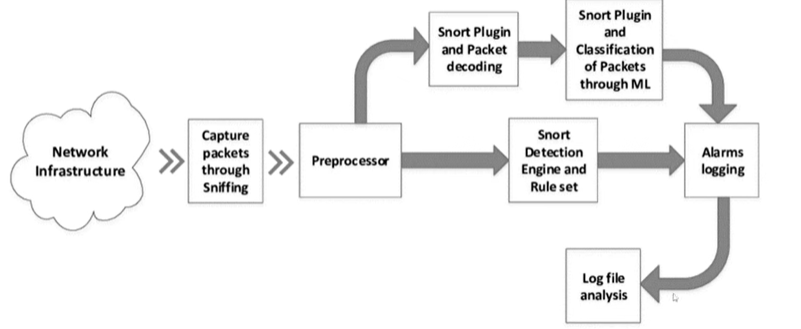 Network
Infrastructure
Capture
packets
through
Sniffing
Preprocessor
Snort Plugin
and Packet
decoding
Snort Plugin
and
Classification
of Packets
through ML
Snort
Detection
Engine and
Rule set
Alarms
logging
Log file
analysis